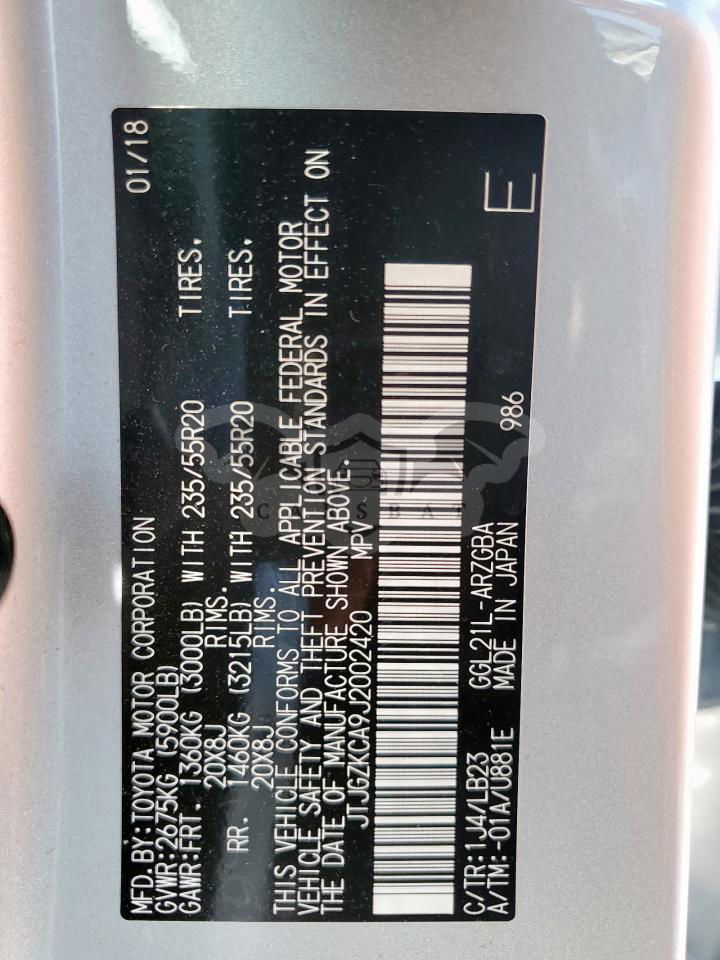 MFD.BY:TOYOTA MOTOR CORPORATION 01/18
GVWR:2675KG (5900LB)
GAWR:FRT. 1360KG (3000LB) WITH 235/55R20 TIRES,
20X8J RIMS.
RR. 1460KG (3215LB) WITH 235/55R20 TIRES,
20X8J RIMS.
THIS VEHICLE CONFORMS TO ALL APPLICABLE FEDERAL MOTOR
VEHICLE SAFETY AND THEFT PREVENTION STANDARDS IN EFFECT ON
THE DATE OF MANUFACTURE SHOWN ABOVE.
JTJGZKCA9J2002420 MPV
C/TR:1J4/LB23 GGL21L-ARZGBA
A/TM:-01A/U881E MADE IN JAPAN 986 E
CARSBAT